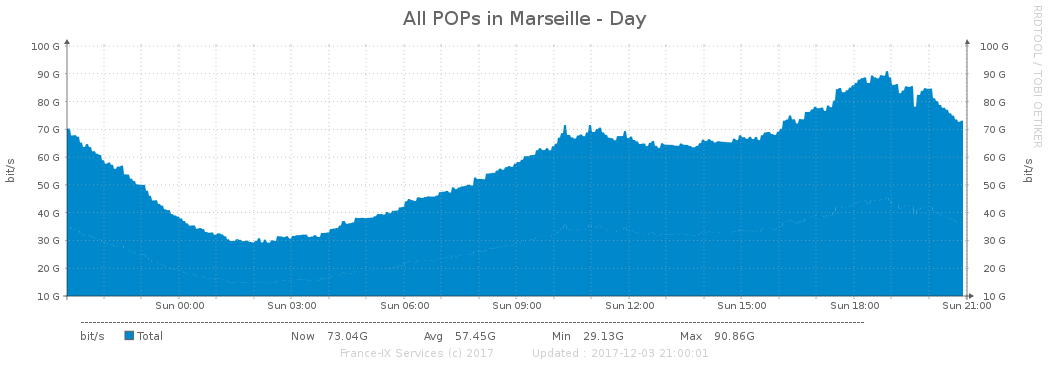 All POPs in Marseille - Day
RRDTOOL / TOBI OETIKER
100 G 100 G
90 G 90 G
80 G 80 G
70 G 70 G
60 G 60 G
50 G 50 G
40 G 40 G
30 G 30 G
20 G 20 G
10 G 10 G
bit/s bit/s
Sun 00:00 Sun 03:00 Sun 06:00 Sun 09:00 Sun 12:00 Sun 15:00 Sun 18:00 Sun 21:00
bit/s Total Now 73.04G Avg 57.45G Min 29.13G Max 90.86G
France-IX Services (c) 2017 Updated : 2017-12-03 21:00:01